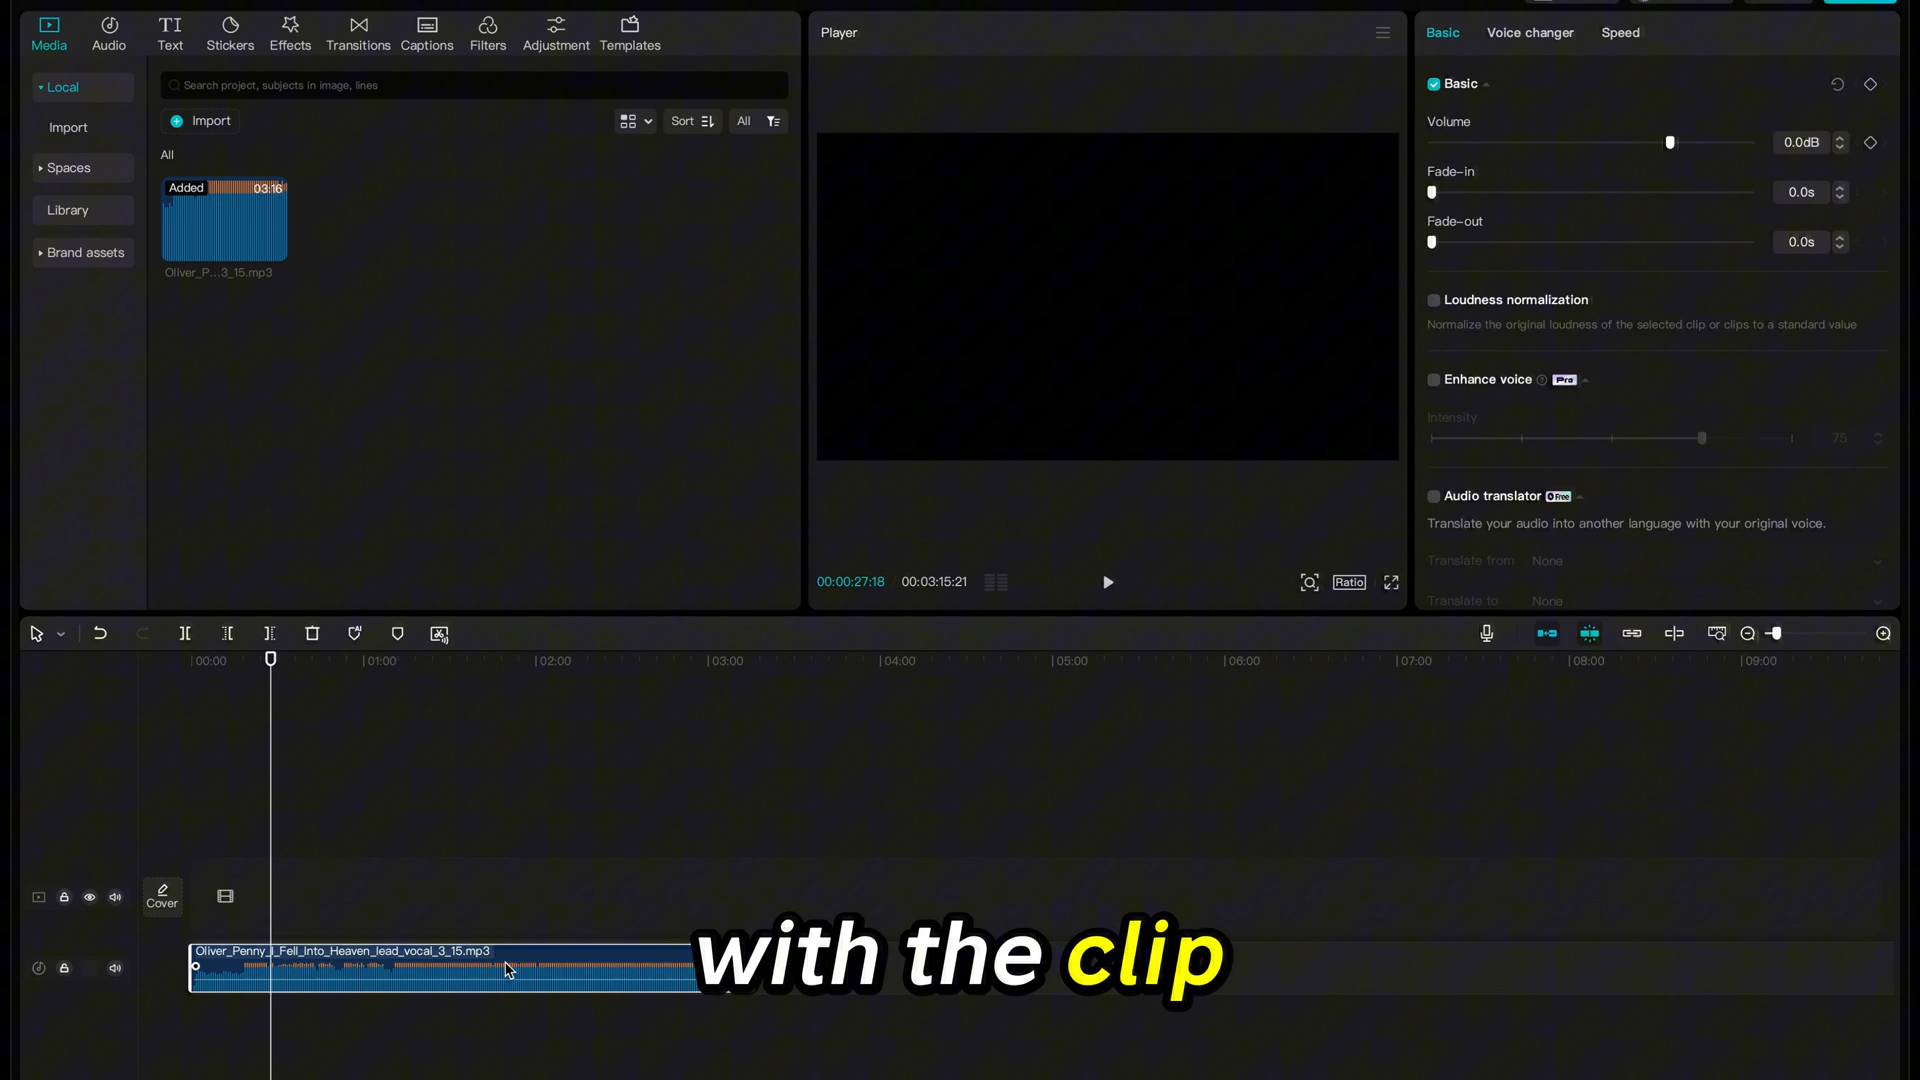 Media
Audio
Text
Stickers
Effects
Transitions
Captions
Filters
Adjustment
Templates
Local
Import
Spaces
Library
Brand assets
Search project, subjects in image, lines
Import
Sort
All
All
Added
03:16
Oliver_P...3_15.mp3
Player
00:00:27:18
00:03:15:21
Ratio
Basic
Voice changer
Speed
Basic
Volume
0.0dB
Fade-in
0.0s
Fade-out
0.0s
Loudness normalization
Normalize the original loudness of the selected clip or clips to a standard value
Enhance voice
Pro
Intensity
75
Audio translator
Free
Translate your audio into another language with your original voice.
Translate from
None
Translate to
None
AI
00:00
01:00
02:00
03:00
04:00
05:00
06:00
07:00
08:00
09:00
Cover
Oliver_Penny_I_Fell_Into_Heaven_lead_vocal_3_15.mp3
with the clip